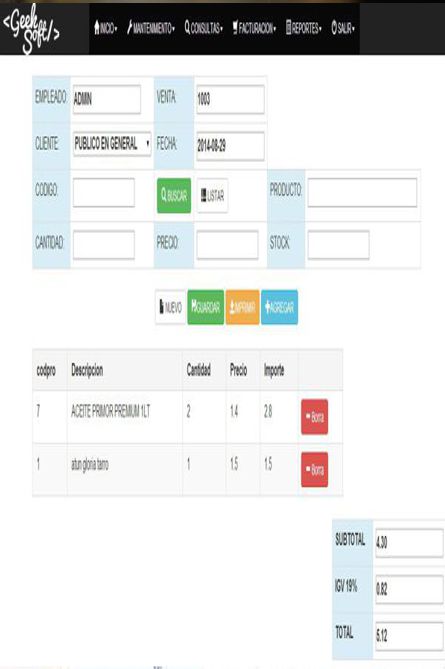 <Geek Soft/>
INICIO MANTENIMIENTO CONSULTAS FACTURACION REPORTES SALIR
EMPLEADO: ADMIN VENTA: 1003
CLIENTE: PUBLICO EN GENERAL FECHA: 2014-08-29
CODIGO: BUSCAR LISTAR PRODUCTO:
CANTIDAD: PRECIO: STOCK:
NUEVO GUARDAR IMPRIMIR AGREGAR
codpro Descripcion Cantidad Precio Importe
7 ACEITE PRIMOR PREMIUM 1LT 2 1.4 2.8 Borra
1 atun gloria tarro 1 1.5 1.5 Borra
SUBTOTAL 4.30
IGV 19% 0.82
TOTAL 5.12